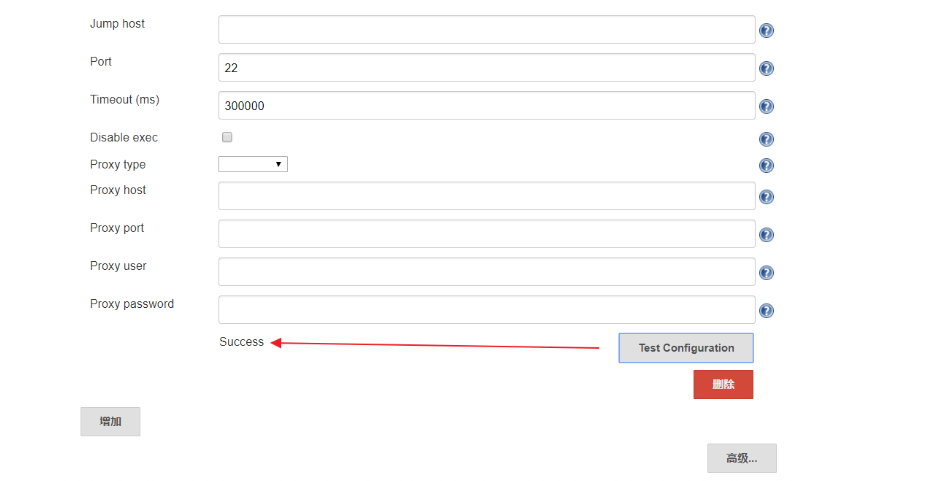 Jump host
Port
22
Timeout (ms)
300000
Disable exec
Proxy type
Proxy host
Proxy port
Proxy user
Proxy password
Success
Test Configuration
删除
增加
高级...